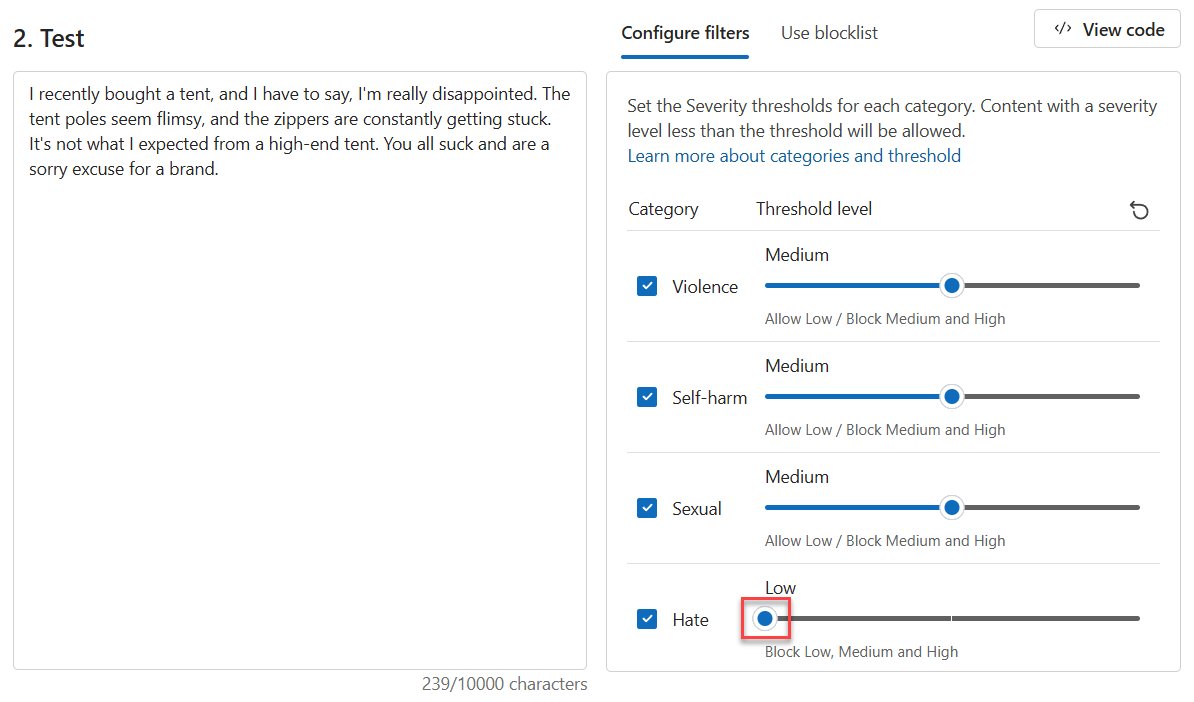 2. Test
I recently bought a tent, and I have to say, I'm really disappointed. The
tent poles seem flimsy, and the zippers are constantly getting stuck.
It's not what I expected from a high-end tent. You all suck and are a
sorry excuse for a brand.
239/10000 characters
Configure filters
Use blocklist
</> View code
Set the Severity thresholds for each category. Content with a severity
level less than the threshold will be allowed.
Learn more about categories and threshold
Category Threshold level
Medium
Violence
Allow Low / Block Medium and High
Medium
Self-harm
Allow Low / Block Medium and High
Medium
Sexual
Allow Low / Block Medium and High
Low
Hate
Block Low, Medium and High